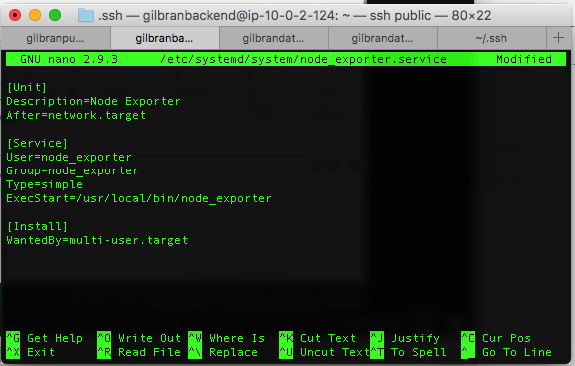 .ssh — gilbranbackend@ip-10-0-2-124: ~ — ssh public — 80×22
gilbranpu... gilbranba... gilbrandat... gilbrandat... ~/.ssh +
GNU nano 2.9.3 /etc/systemd/system/node_exporter.service Modified
[Unit]
Description=Node Exporter
After=network.target
[Service]
User=node_exporter
Group=node_exporter
Type=simple
ExecStart=/usr/local/bin/node_exporter
[Install]
WantedBy=multi-user.target
^G Get Help ^O Write Out ^W Where Is ^K Cut Text ^J Justify ^C Cur Pos
^X Exit ^R Read File ^\ Replace ^U Uncut Text ^T To Spell ^_ Go To Line